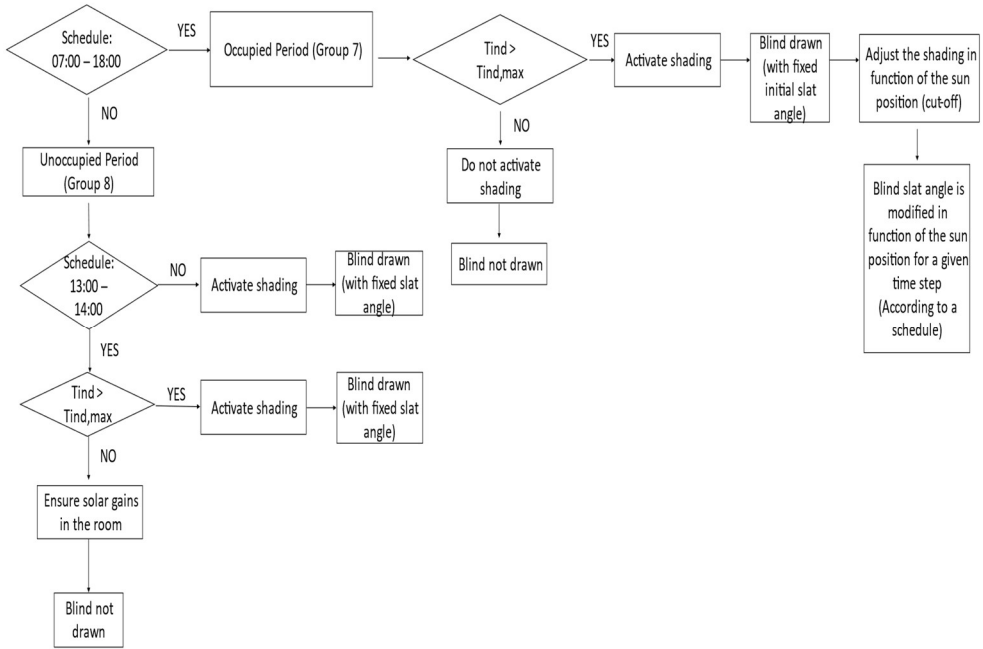 Schedule:
07:00 – 18:00
YES
Occupied Period (Group 7)
Tind >
Tind,max
YES
Activate shading
Blind drawn
(with fixed
initial slat
angle)
Adjust the shading in
function of the sun
position (cut-off)
NO
NO
Unoccupied Period
(Group 8)
Do not activate
shading
Blind slat angle is
modified in
function of the sun
position for a given
time step
(According to a
schedule)
Blind not drawn
Schedule:
13:00 –
14:00
NO
Activate shading
Blind drawn
(with fixed slat
angle)
YES
Tind >
Tind,max
YES
Activate shading
Blind drawn
(with fixed slat
angle)
NO
Ensure solar gains
in the room
Blind not
drawn